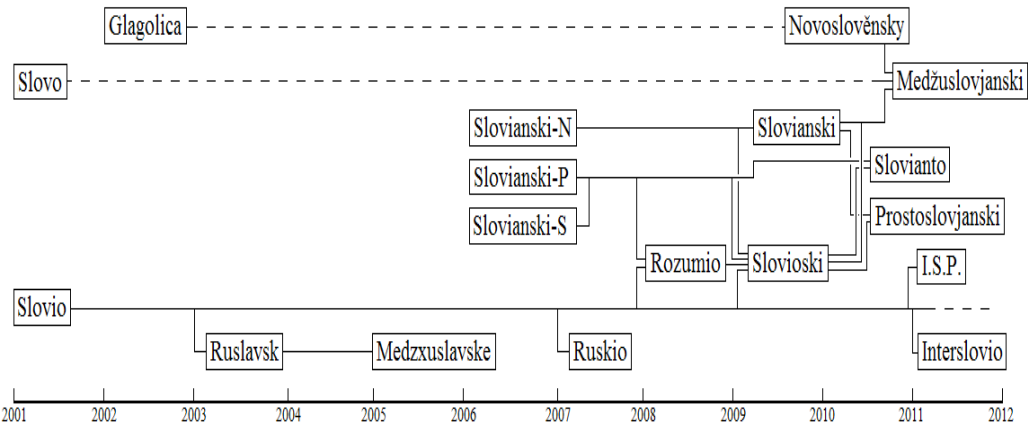 Glagolica
Novoslověnsky
Slovo
Medžuslovjanski
Slovianski-N
Slovianski
Slovianski-P
Slovianto
Slovianski-S
Prostoslovjanski
Rozumio
Slovioski
I.S.P.
Slovio
Ruslavsk
Medzxuslavske
Ruskio
Interslovio
2001 2002 2003 2004 2005 2006 2007 2008 2009 2010 2011 2012